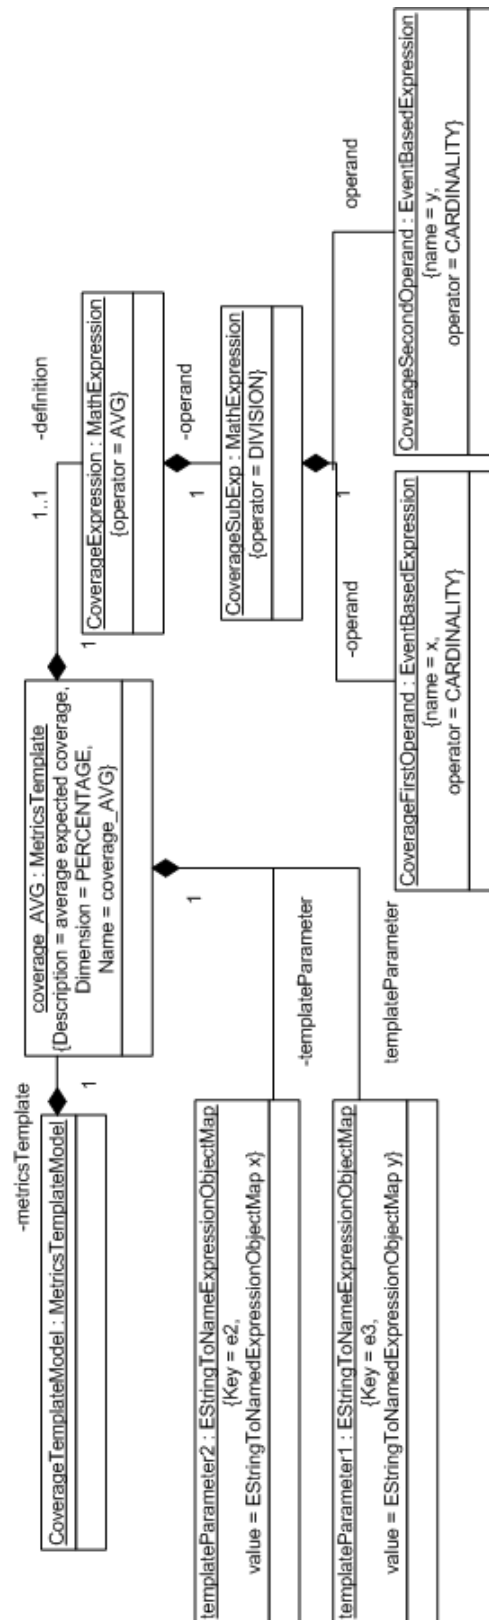 -metricsTemplate
CoverageTemplateModel : MetricsTemplateModel
1
coverage_AVG : MetricsTemplate
{Description = average expected coverage,
Dimension = PERCENTAGE,
Name = coverage_AVG}
1
1..1
-definition
CoverageExpression : MathExpression
{operator = AVG}
-operand
1
1
CoverageSubExp : MathExpression
{operator = DIVISION}
templateParameter2 : EStringToNameExpressionObjectMap
{Key = e2,
value = EStringToNamedExpressionObjectMap x}
-templateParameter
1
-operand
operand
templateParameter1 : EStringToNameExpressionObjectMap
{Key = e3,
value = EStringToNamedExpressionObjectMap y}
templateParameter
CoverageFirstOperand : EventBasedExpression
{name = x,
operator = CARDINALITY}
CoverageSecondOperand : EventBasedExpression
{name = y,
operator = CARDINALITY}